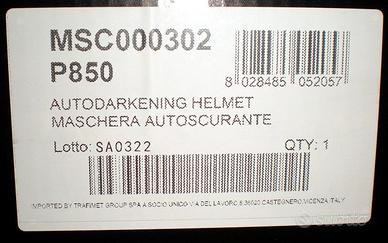 MSC000302
P850
8 028485 052057
AUTODARKENING HELMET
MASCHERA AUTOSCURANTE
Lotto: SA0322 QTY: 1
IMPORTED BY TRAFIMET GROUP SPA A SOCIO UNICO VIA DEL LAVORO, 8, 36020 CASTEGNERO, VICENZA, ITALY
subito